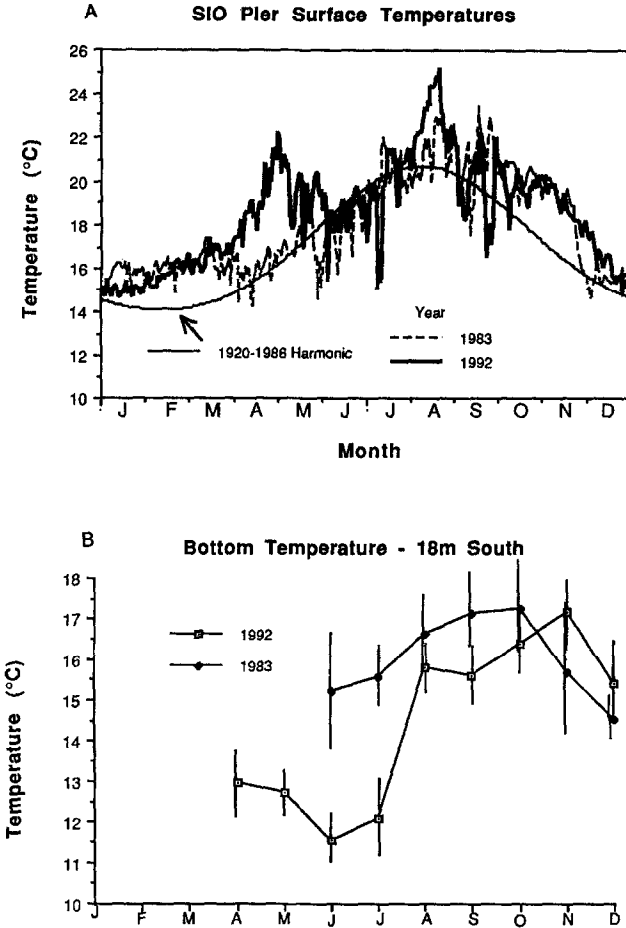 A
SIO Pier Surface Temperatures
26
24
22
20
18
16
14
12
10
Temperature (°C)
Year
1983
1992
1920-1986 Harmonic
J F M A M J J A S O N D
Month
B
Bottom Temperature - 18m South
18
17
16
15
14
13
12
11
10
Temperature (°C)
1992
1983
J F M A M J J A S O N D